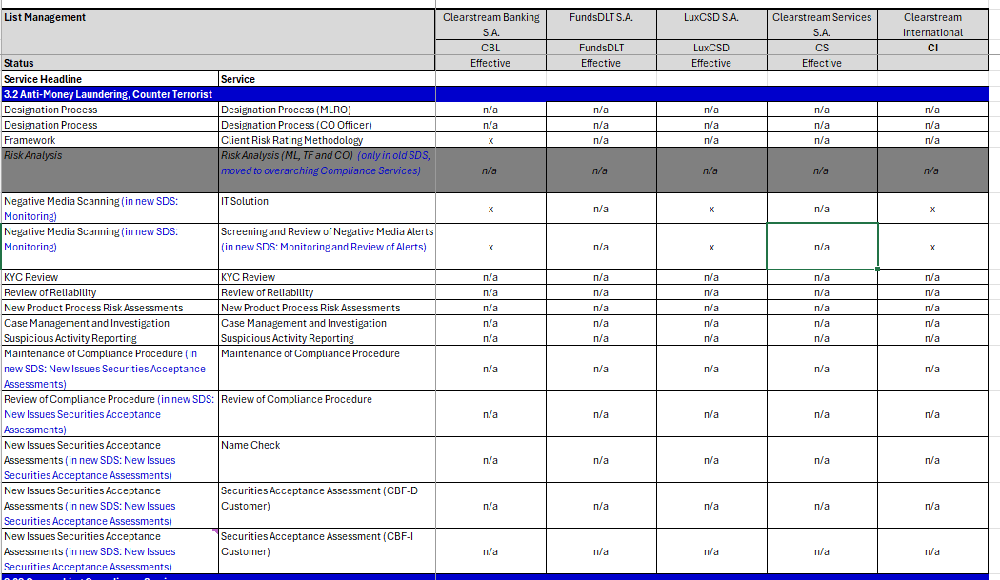 List Management Clearstream Banking S.A. FundsDLT S.A. LuxCSD S.A. Clearstream Services S.A. Clearstream International
CBL FundsDLT LuxCSD CS CI
Status Effective Effective Effective Effective
Service Headline Service
3.2 Anti-Money Laundering, Counter Terrorist
Designation Process Designation Process (MLRO) n/a n/a n/a n/a n/a
Designation Process Designation Process (CO Officer) n/a n/a n/a n/a n/a
Framework Client Risk Rating Methodology x n/a n/a n/a n/a
Risk Analysis Risk Analysis (ML, TF and CO) (only in old SDS,
moved to overarching Compliance Services) n/a n/a n/a n/a n/a
Negative Media Scanning (in new SDS: IT Solution
Monitoring) x n/a x n/a x
Negative Media Scanning (in new SDS: Screening and Review of Negative Media Alerts
Monitoring) (in new SDS: Monitoring and Review of Alerts) x n/a x n/a x
KYC Review KYC Review n/a n/a n/a n/a n/a
Review of Reliability Review of Reliability n/a n/a n/a n/a n/a
New Product Process Risk Assessments New Product Process Risk Assessments n/a n/a n/a n/a n/a
Case Management and Investigation Case Management and Investigation n/a n/a n/a n/a n/a
Suspicious Activity Reporting Suspicious Activity Reporting n/a n/a n/a n/a n/a
Maintenance of Compliance Procedure (in Maintenance of Compliance Procedure
new SDS: New Issues Securities Acceptance n/a n/a n/a n/a n/a
Assessments)
Review of Compliance Procedure (in new SDS: Review of Compliance Procedure
New Issues Securities Acceptance n/a n/a n/a n/a n/a
Assessments)
New Issues Securities Acceptance Name Check
Assessments (in new SDS: New Issues n/a n/a n/a n/a n/a
Securities Acceptance Assessments)
New Issues Securities Acceptance Securities Acceptance Assessment (CBF-D
Assessments (in new SDS: New Issues Customer) n/a n/a n/a n/a n/a
Securities Acceptance Assessments)
New Issues Securities Acceptance Securities Acceptance Assessment (CBF-I
Assessments (in new SDS: New Issues Customer) n/a n/a n/a n/a n/a
Securities Acceptance Assessments)